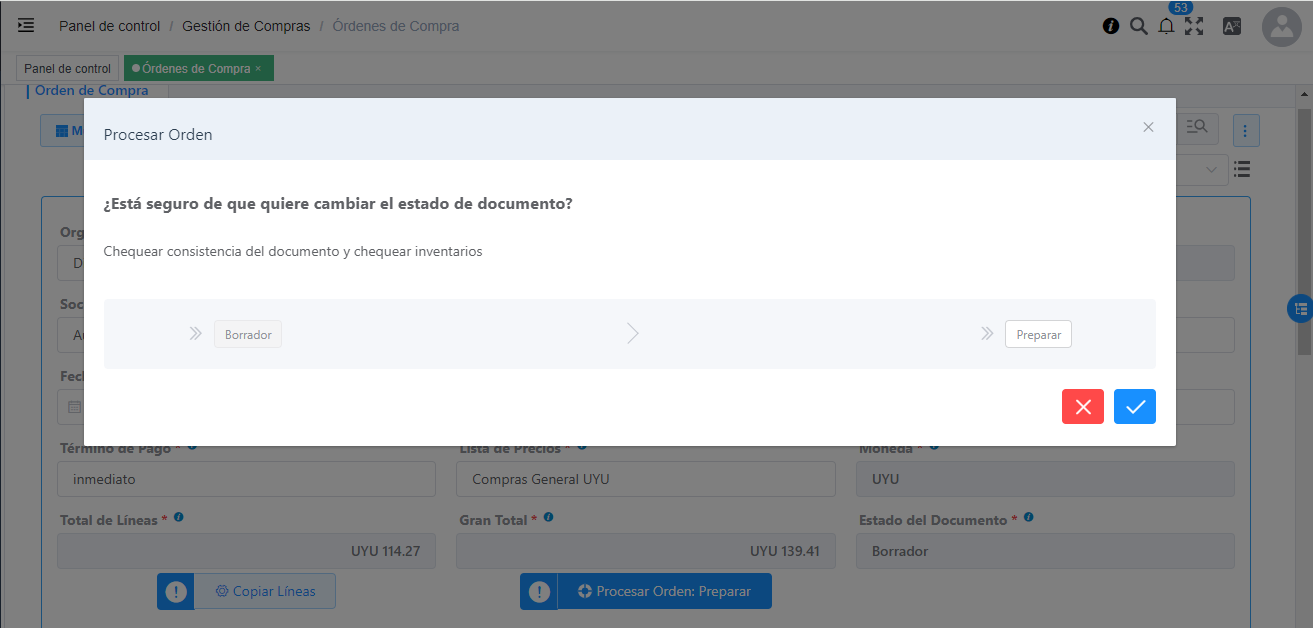 Panel de control / Gestión de Compras / Órdenes de Compra
53
Panel de control
Órdenes de Compra ×
Orden de Compra
Procesar Orden
¿Está seguro de que quiere cambiar el estado de documento?
Chequear consistencia del documento y chequear inventarios
Borrador
Preparar
Término de Pago *
Lista de Precios *
Moneda *
inmediato
Compras General UYU
UYU
Total de Líneas *
Gran Total *
Estado del Documento *
UYU 114.27
UYU 139.41
Borrador
Copiar Líneas
Procesar Orden: Preparar